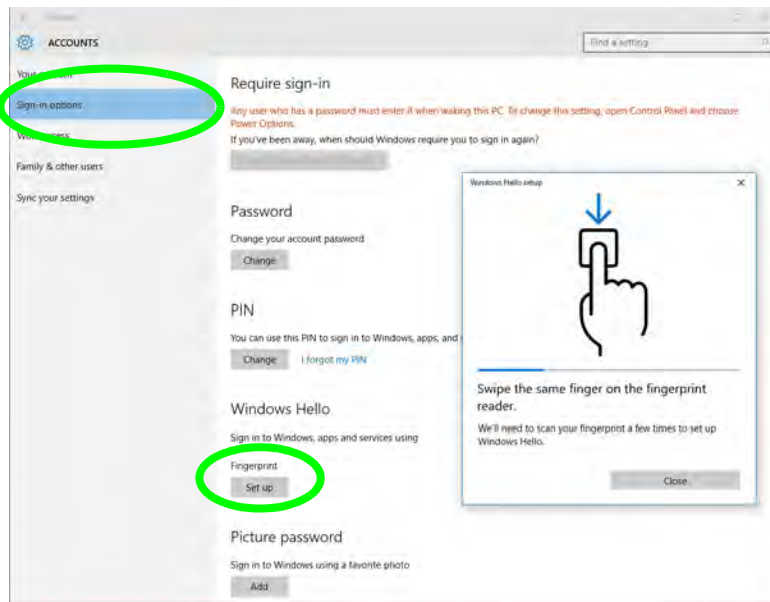 ACCOUNTS
Find a setting
Sign-in options
Family & other users
Sync your settings
Require sign-in
Any user who has a password must enter it when waking this PC. To change this setting, open Control Panel and choose
Power Options.
If you've been away, when should Windows require you to sign in again?
Password
Change your account password
Change
PIN
You can use this PIN to sign in to Windows, apps, and
Change I forgot my PIN
Windows Hello
Sign in to Windows, apps and services using
Fingerprint
Set up
Picture password
Sign in to Windows using a favorite photo
Add
Windows Hello setup
Swipe the same finger on the fingerprint
reader.
We'll need to scan your fingerprint a few times to set up
Windows Hello.
Close